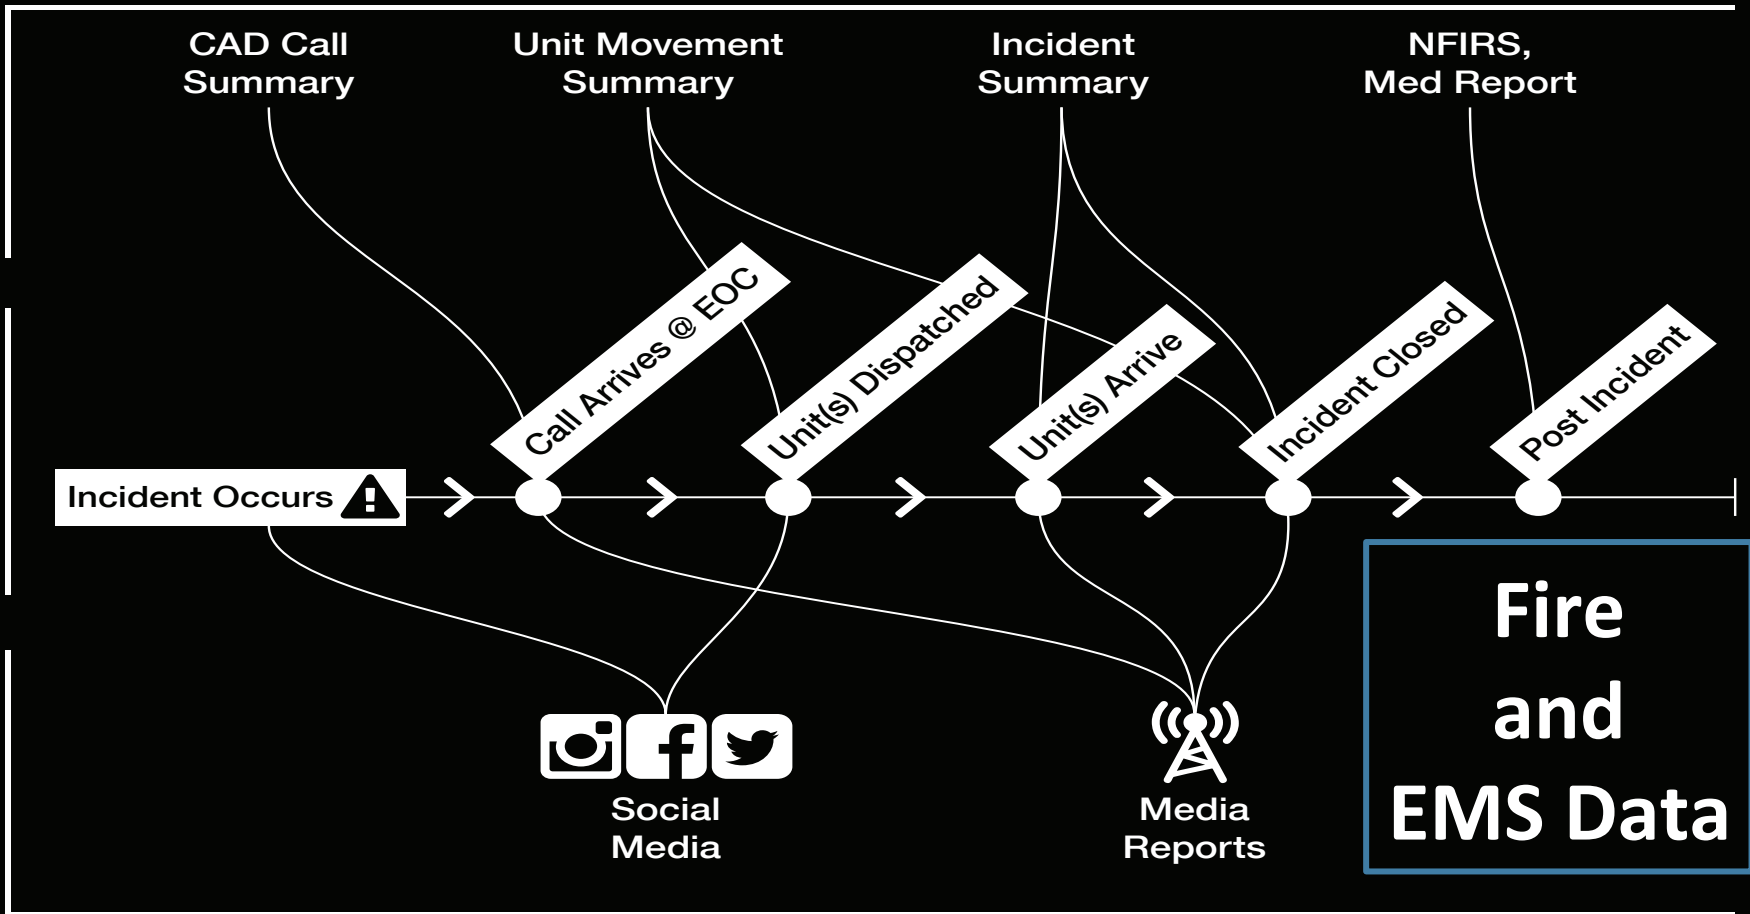 CAD Call
Summary
Unit Movement
Summary
Incident
Summary
NFIRS,
Med Report
Call Arrives @ EOC
Unit(s) Dispatched
Unit(s) Arrive
Incident Closed
Post Incident
Incident Occurs
Social
Media
Media
Reports
Fire
and
EMS Data